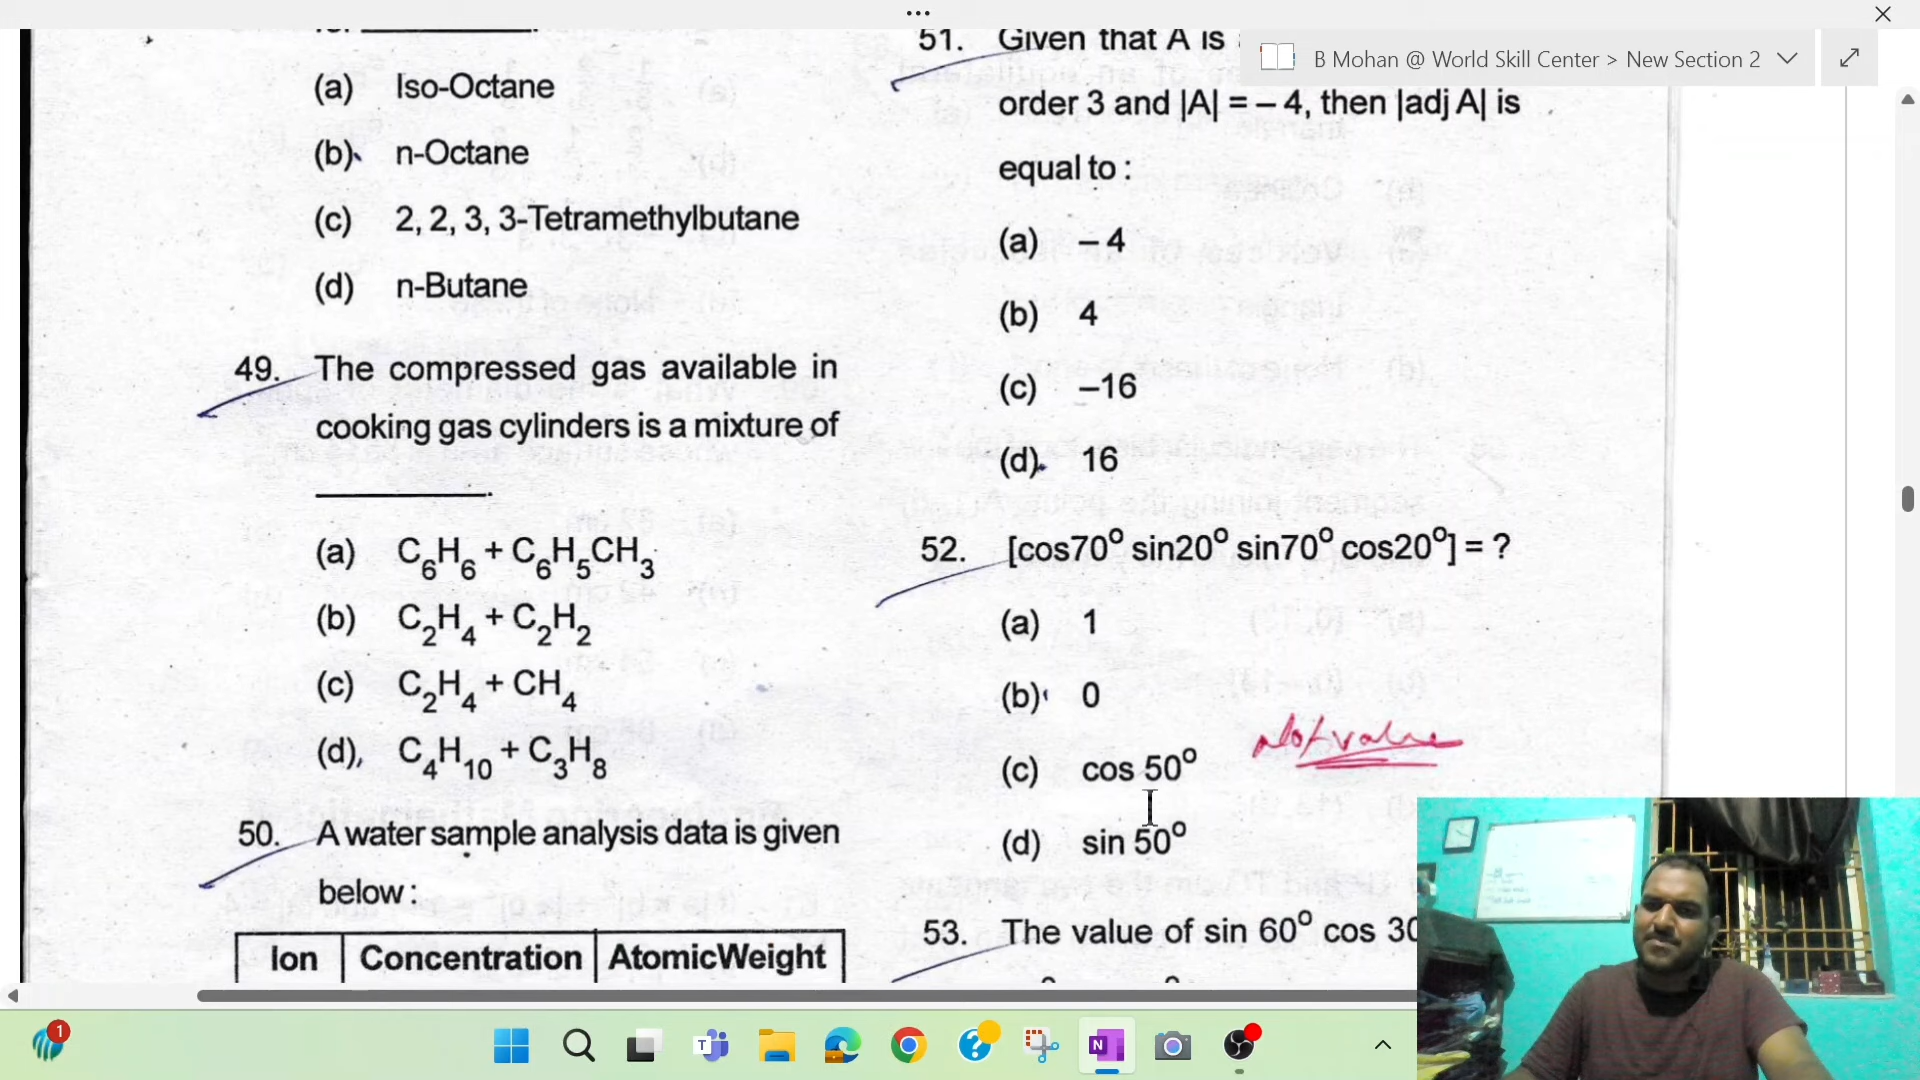 (a) Iso-Octane
(b) n-Octane
(c) 2, 2, 3, 3-Tetramethylbutane
(d) n-Butane
49. The compressed gas available in
cooking gas cylinders is a mixture of
_________.
(a) C6H6 + C6H5CH3
(b) C2H4 + C2H2
(c) C2H4 + CH4
(d) C4H10 + C3H8
50. A water sample analysis data is given
below :
Ion Concentration AtomicWeight
B Mohan @ World Skill Center > New Section 2
51. Given that A is
order 3 and |A| = – 4, then |adj A| is
equal to :
(a) – 4
(b) 4
(c) –16
(d) 16
52. [cos70° sin20° sin70° cos20°] = ?
(a) 1
(b) 0
(c) cos 50°
(d) sin 50°
53. The value of sin 60° cos 30
1